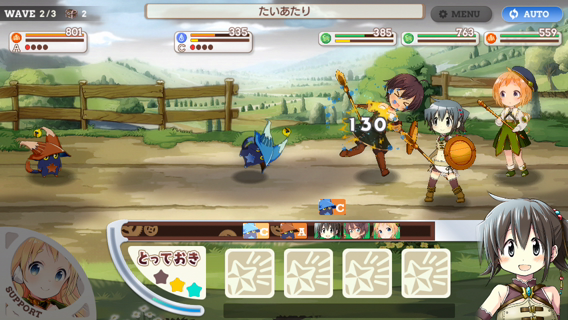 WAVE 2/3 2
たいあたり
MENU
AUTO
801
A
335
C
385
763
559
130
C
C A
とっておき
SUPPORT